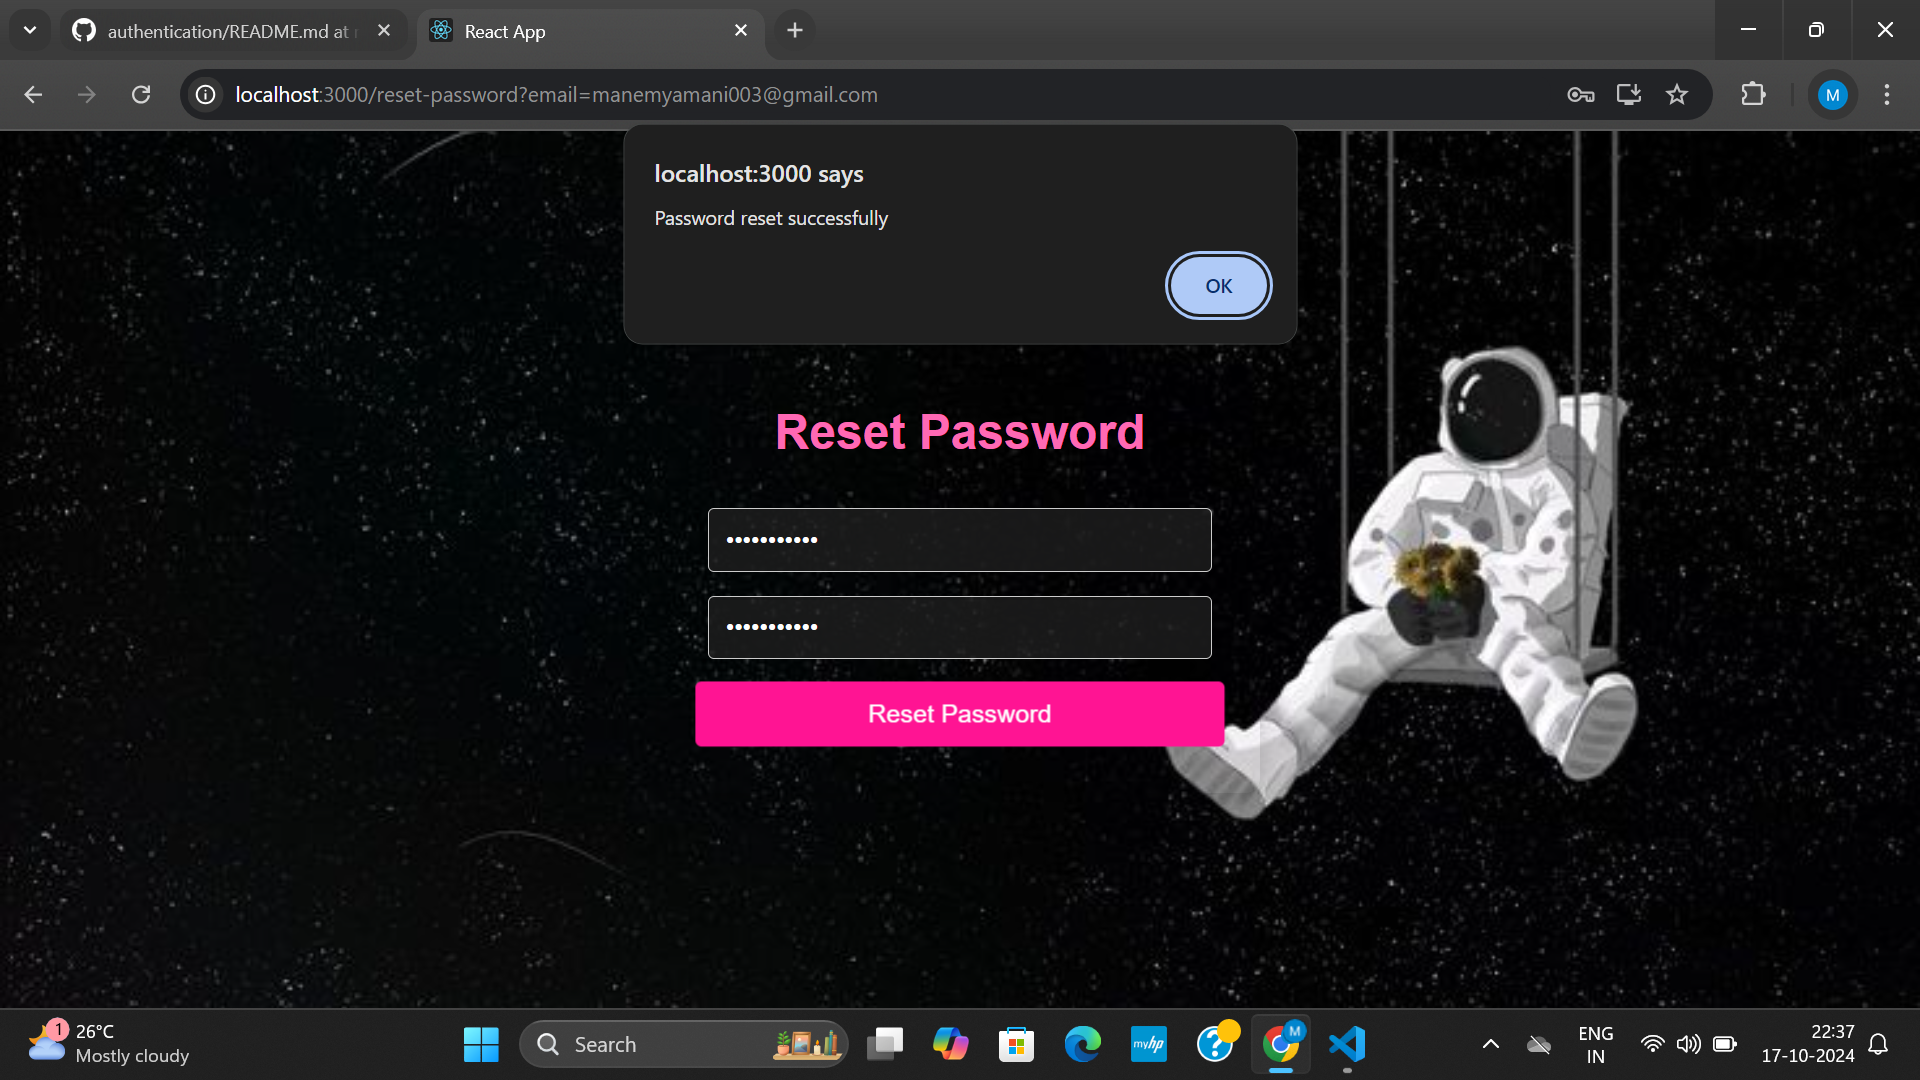 authentication/README.md at
React App
localhost:3000/reset-password?email=manemyamani003@gmail.com
M
localhost:3000 says
Password reset successfully
OK
Reset Password
•••••••••••
•••••••••••
Reset Password
1
26°C
Mostly cloudy
Search
myhp
M
ENG
IN
22:37
17-10-2024